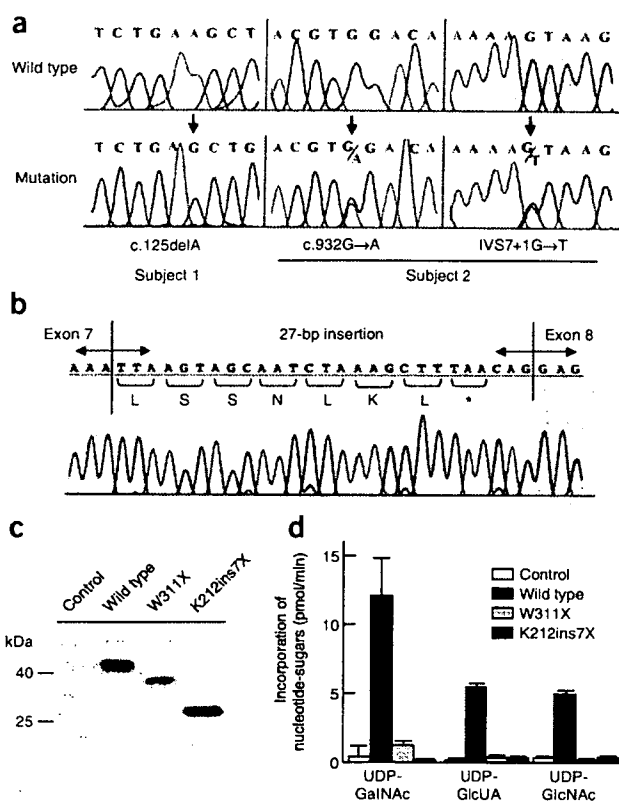 a
T C T G A A G C T A C G T G G A C A A A A A G T A A G
Wild type
T C T G A G C T G A C G T G/A G A C A A A A A G/T T A A G
Mutation
c.125delA c.932G→A IVS7+1G→T
Subject 1 Subject 2
b
Exon 7 27-bp insertion Exon 8
A A A T T A A G T A G C A A T C T A A A G C T T T A A C A G G A G
L S S N L K L *
c
Control Wild type W311X K212ins7X
kDa
40
25
d
Incorporation of
nucleotide-sugars (pmol/min)
15
10
5
0
Control
Wild type
W311X
K212ins7X
UDP-
GalNAc
UDP-
GlcUA
UDP-
GlcNAc